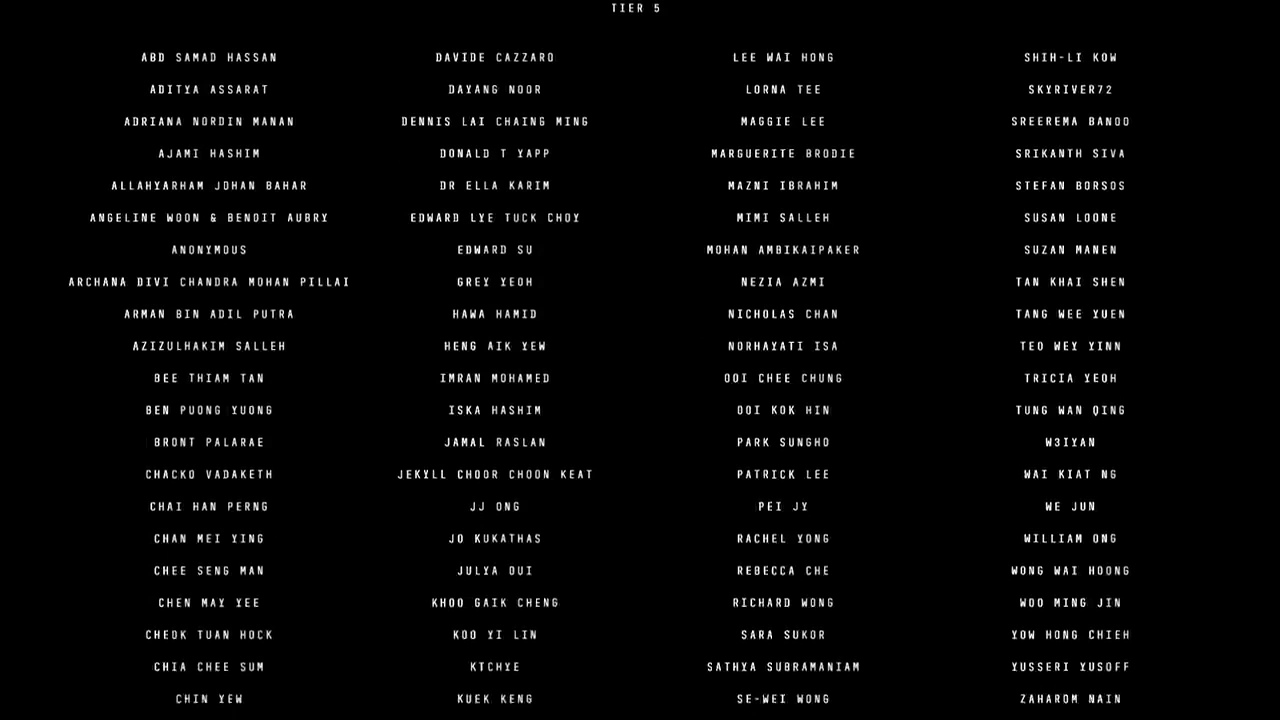 TIER 5
ABD SAMAD HASSAN
ADITYA ASSARAT
ADRIANA NORDIN MANAN
AJAMI HASHIM
ALLAHYARHAM JOHAN BAHAR
ANGELINE WOON & BENOIT AUBRY
ANONYMOUS
ARCHANA DIVI CHANDRA MOHAN PILLAI
ARMAN BIN ADIL PUTRA
AZIZULHAKIM SALLEH
BEE THIAM TAN
BEN PUONG YUONG
BRONT PALARAE
CHACKO VADAKETH
CHAI HAN PERNG
CHAN MEI YING
CHEE SENG MAN
CHEN MAY YEE
CHEOK TUAN HOCK
CHIA CHEE SUM
CHIN YEW
DAVIDE CAZZARO
DAYANG NOOR
DENNIS LAI CHAING MING
DONALD T YAPP
DR ELLA KARIM
EDWARD LYE TUCK CHOY
EDWARD SU
GREY YEOH
HAWA HAMID
HENG AIK YEW
IMRAN MOHAMED
ISKA HASHIM
JAMAL RASLAN
JEKYLL CHOOR CHOON KEAT
JJ ONG
JO KUKATHAS
JULYA OUI
KHOO GAIK CHENG
KOO YI LIN
KTCHYE
KUEK KENG
LEE WAI HONG
LORNA TEE
MAGGIE LEE
MARGUERITE BRODIE
MAZNI IBRAHIM
MIMI SALLEH
MOHAN AMBIKAIPAKER
NEZIA AZMI
NICHOLAS CHAN
NORHAYATI ISA
OOI CHEE CHUNG
OOI KOK HIN
PARK SUNGHO
PATRICK LEE
PEI JY
RACHEL YONG
REBECCA CHE
RICHARD WONG
SARA SUKOR
SATHYA SUBRAMANIAM
SE-WEI WONG
SHIH-LI KOW
SKYRIVER72
SREEREMA BANOO
SRIKANTH SIVA
STEFAN BORSOS
SUSAN LOONE
SUZAN MANEN
TAN KHAI SHEN
TANG WEE YUEN
TEO WEY YINN
TRICIA YEOH
TUNG WAN QING
W3IYAN
WAI KIAT NG
WE JUN
WILLIAM ONG
WONG WAI HOONG
WOO MING JIN
YOW HONG CHIEH
YUSSERI YUSOFF
ZAHAROM NAIN